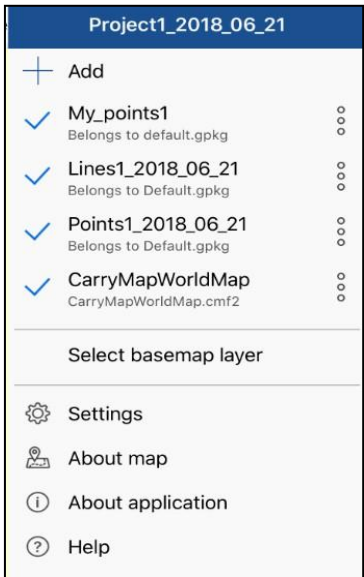 Project1_2018_06_21
Add
My_points1
Belongs to default.gpkg
Lines1_2018_06_21
Belongs to Default.gpkg
Points1_2018_06_21
Belongs to Default.gpkg
CarryMapWorldMap
CarryMapWorldMap.cmf2
Select basemap layer
Settings
About map
About application
Help